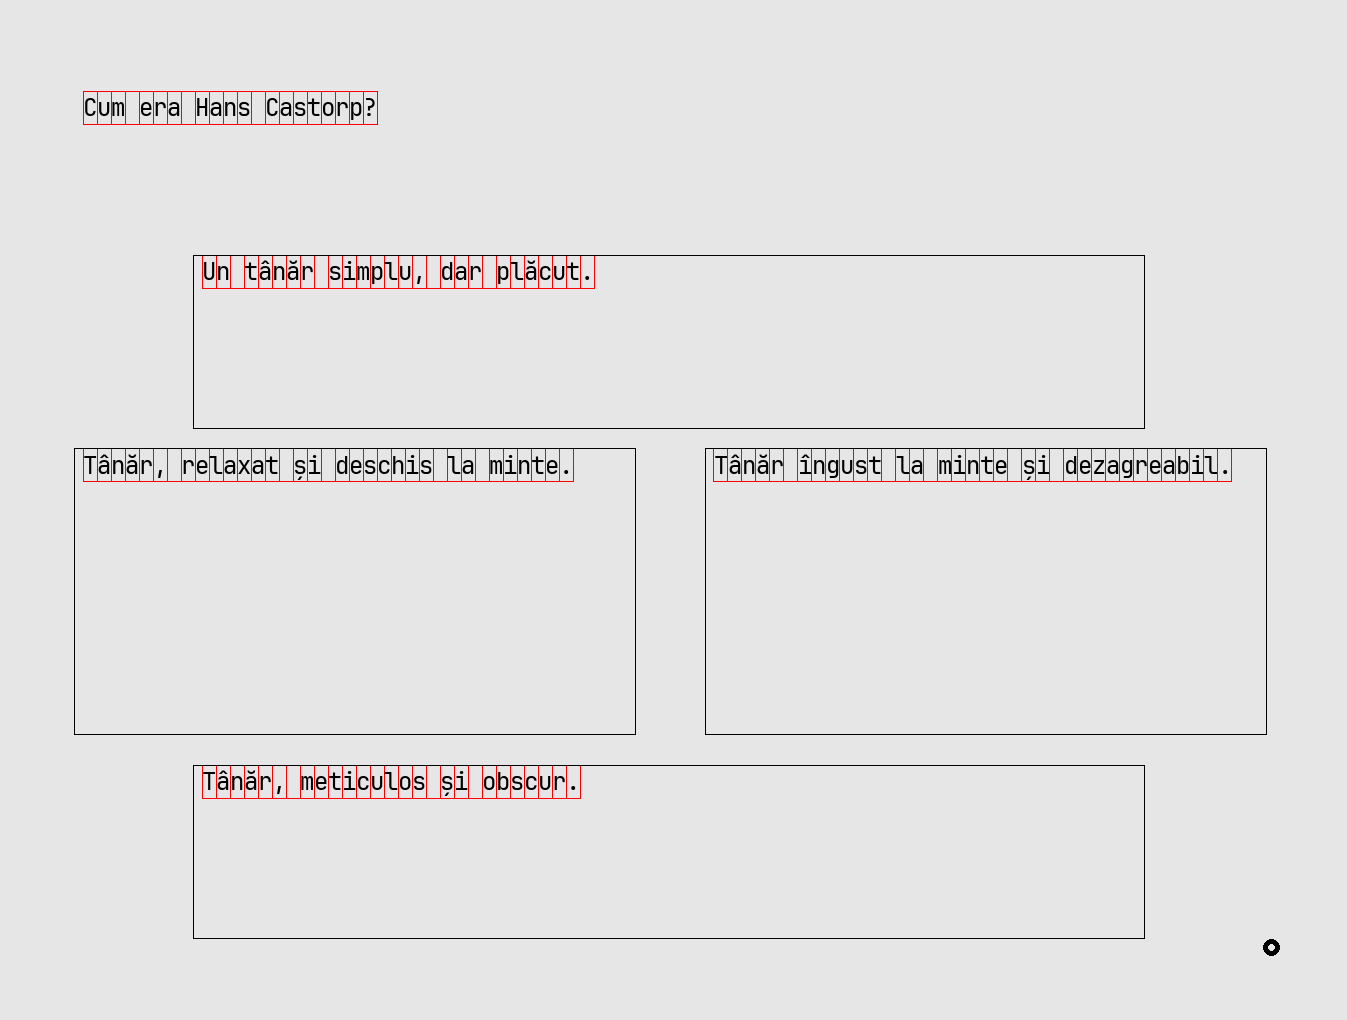 Cum era Hans Castorp?
Un tânăr simplu, dar plăcut.
Tânăr, relaxat și deschis la minte.
Tânăr îngust la minte și dezagreabil.
Tânăr, meticulos și obscur.